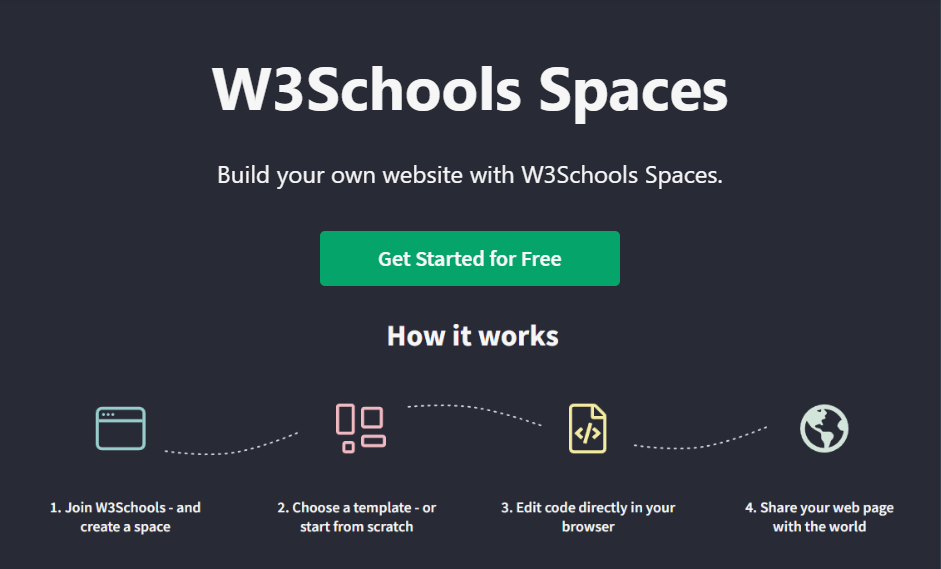 W3Schools Spaces
Build your own website with W3Schools Spaces.
Get Started for Free
How it works
1. Join W3Schools - and
create a space
2. Choose a template - or
start from scratch
3. Edit code directly in your
browser
4. Share your web page
with the world